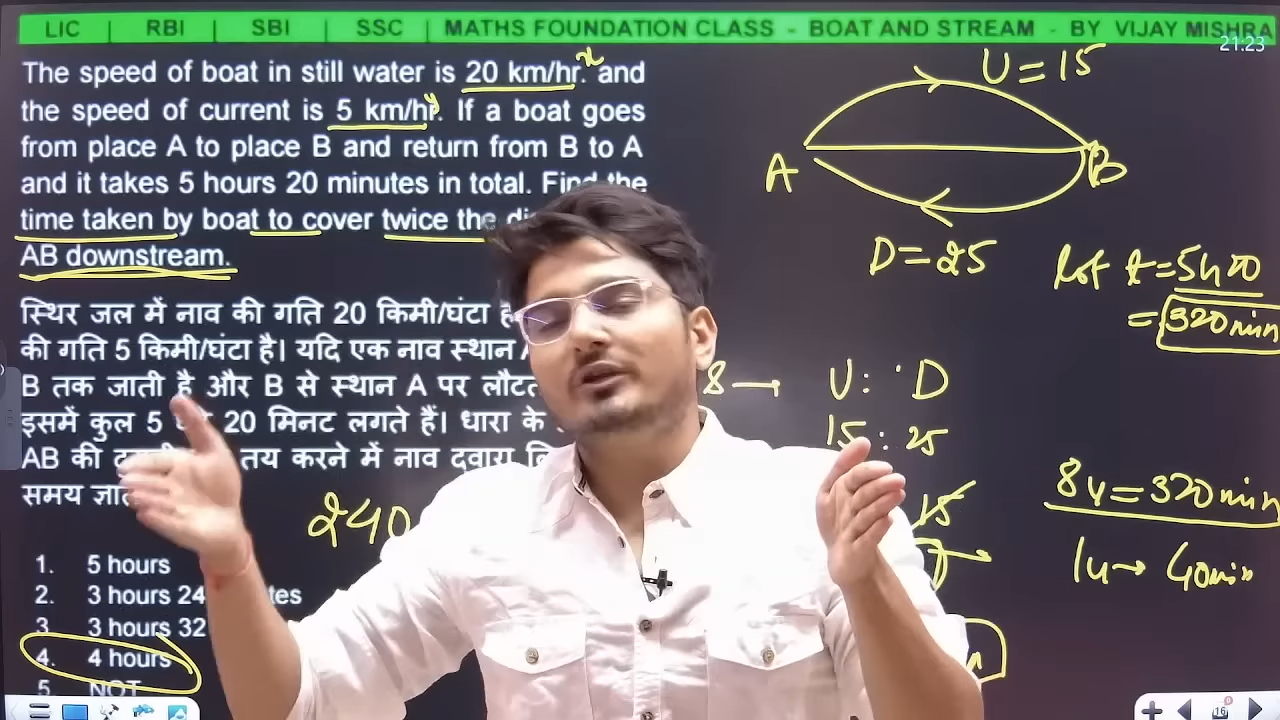 LIC | RBI | SBI | SSC | MATHS FOUNDATION CLASS - BOAT AND STREAM - BY VIJAY MISHRA
21:23
The speed of boat in still water is 20 km/hr. and
the speed of current is 5 km/hr. If a boat goes
from place A to place B and return from B to A
and it takes 5 hours 20 minutes in total. Find the
time taken by boat to cover twice the
AB downstream.
स्थिर जल में नाव की गति 20 किमी/घंटा
की गति 5 किमी/घंटा है। यदि एक नाव स्थान
B तक जाती है और B से स्थान A पर
इसमें कुल 5 20 मिनट लगते हैं। धारा के
AB की तय करने में नाव द्वारा
समय
1. 5 hours
2. 3 hours 24
3. 3 hours 32
4. 4 hours
5. NOT
x
y
U = 15
A
B
D = 25
t = 5h 20
= 320 min
8 → U : D
15 : 25
15
8u = 320 min
1u → 40 min
240
16